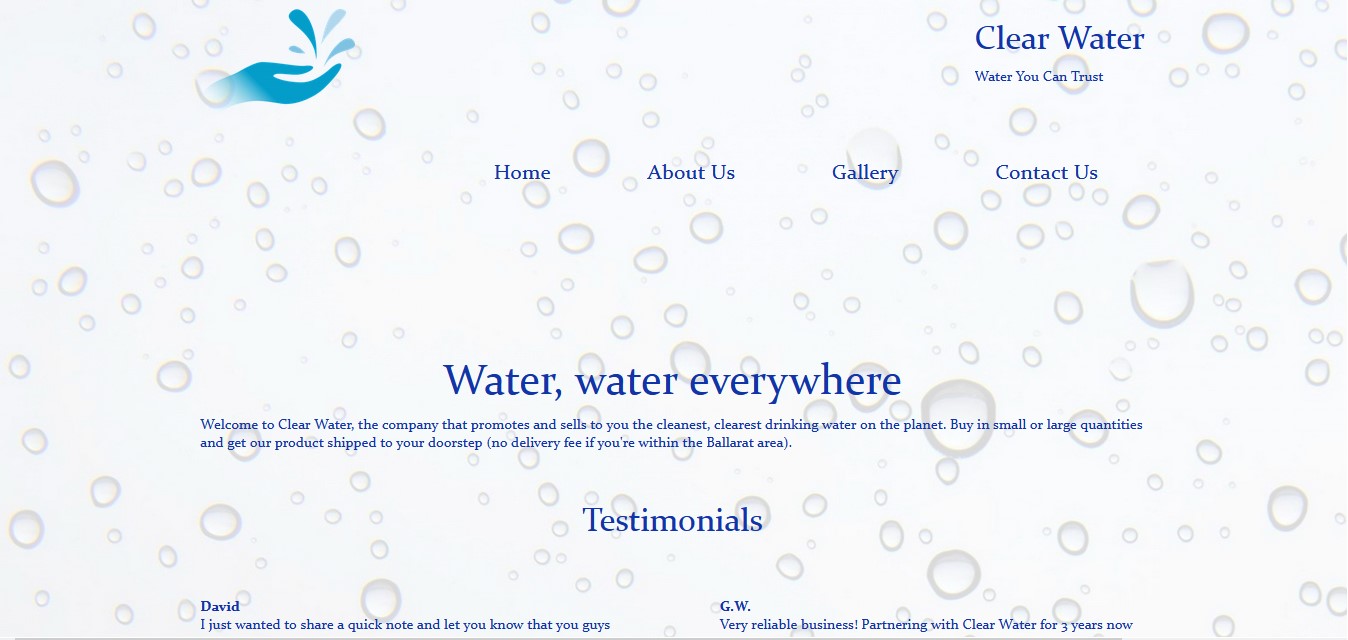 Clear Water
Water You Can Trust
Home About Us Gallery Contact Us
Water, water everywhere
Welcome to Clear Water, the company that promotes and sells to you the cleanest, clearest drinking water on the planet. Buy in small or large quantities
and get our product shipped to your doorstep (no delivery fee if you're within the Ballarat area).
Testimonials
David
I just wanted to share a quick note and let you know that you guys
G.W.
Very reliable business! Partnering with Clear Water for 3 years now